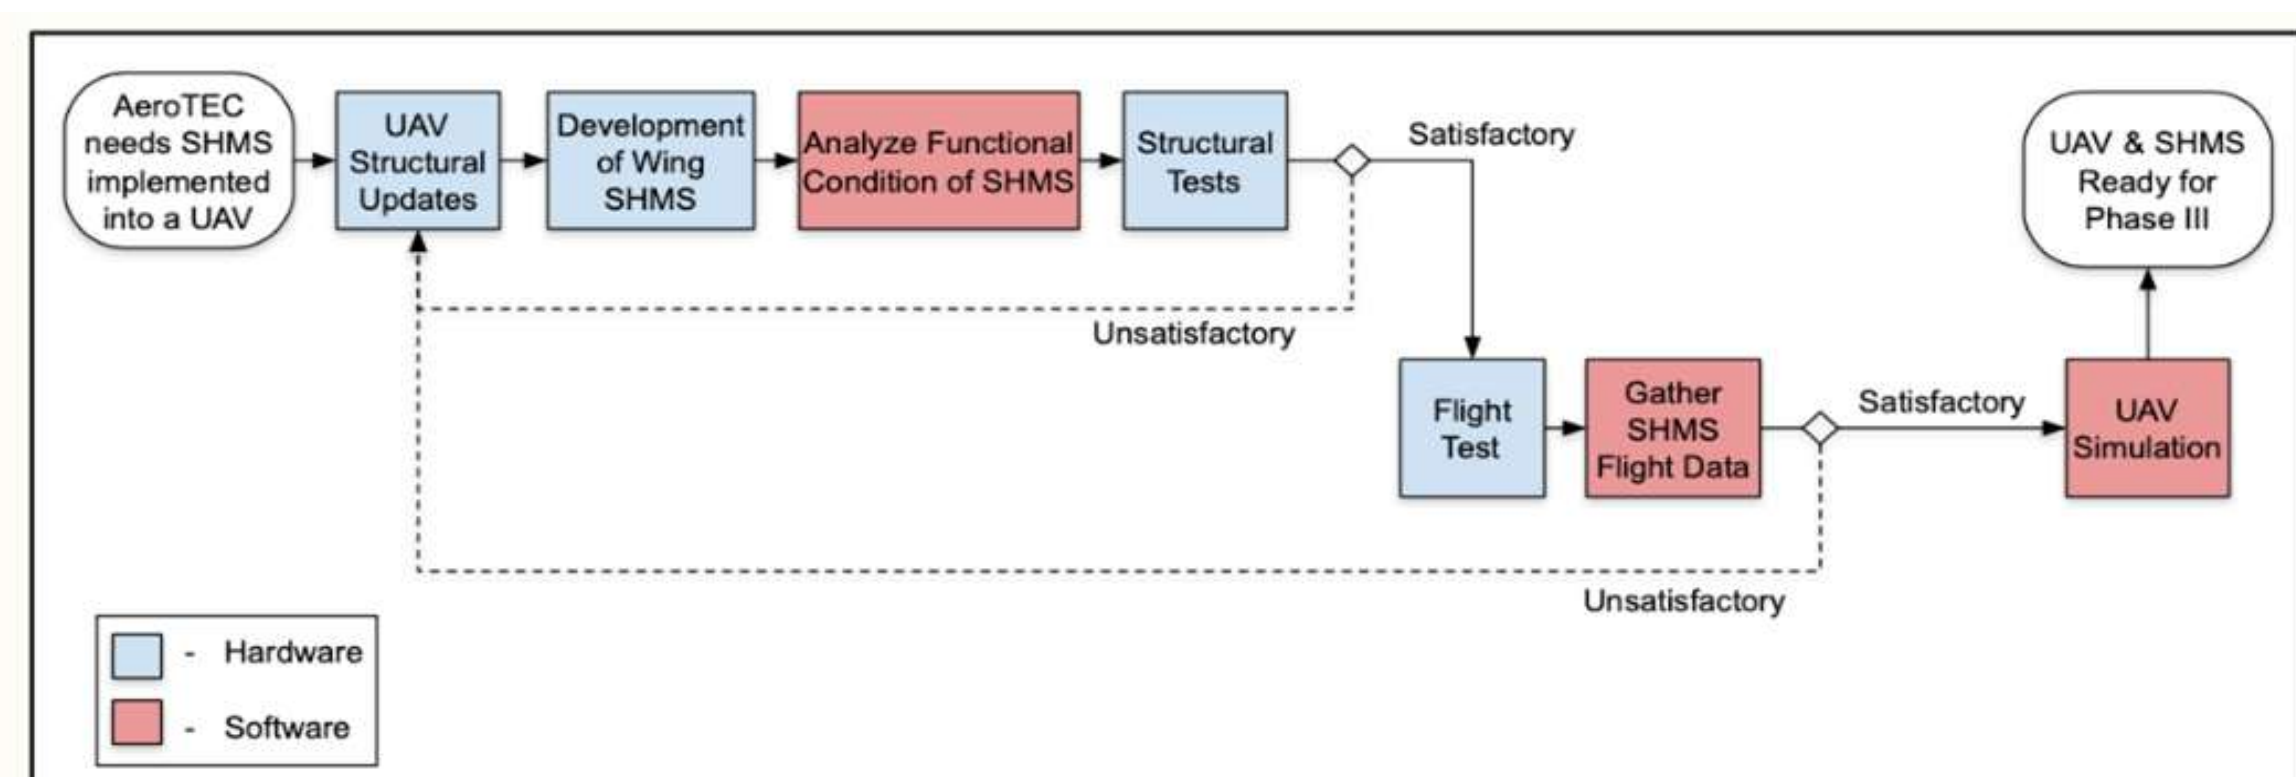 AeroTEC
needs SHMS
implemented
into a UAV
UAV
Structural
Updates
Development
of Wing
SHMS
Analyze Functional
Condition of SHMS
Structural
Tests
Satisfactory
Unsatisfactory
UAV & SHMS
Ready for
Phase III
Flight
Test
Gather
SHMS
Flight Data
Satisfactory
UAV
Simulation
Unsatisfactory
- Hardware
- Software